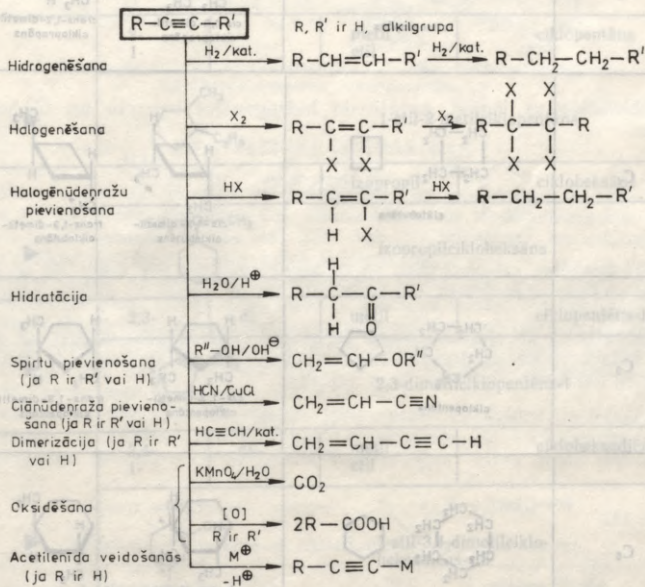 R–C≡C–R′
R, R′ ir H, alkilgrupa
Hidrogenēšana
H₂/kat.
R–CH=CH–R′
H₂/kat.
R–CH₂–CH₂–R′
X X
Halogenēšana
X₂
R–C=C–R′
X₂
R–C–C–R
X X
X X
Halogēnūdeņražu
pievienošana
HX
R–C=C–R′
HX
R–CH₂–CH₂–R′
H X
H
Hidratācija
H₂O/H⊕
R–C–C–R′
H O
Spirtu pievienošana
(ja R ir R′ vai H)
R″–OH/OH⊖
CH₂=CH–OR″
Ciānūdeņraža pievieno-
šana (ja R ir R′ vai H)
HCN/CuCl
CH₂=CH–C≡N
Dimerizācija (ja R ir R′
vai H)
HC≡CH/kat.
CH₂=CH–C≡C–H
Oksidēšana
KMnO₄/H₂O
CO₂
[O]
R ir R′
2R–COOH
Acetilenīda veidošanās
(ja R ir H)
M⊕
-H⊕
R–C≡C–M